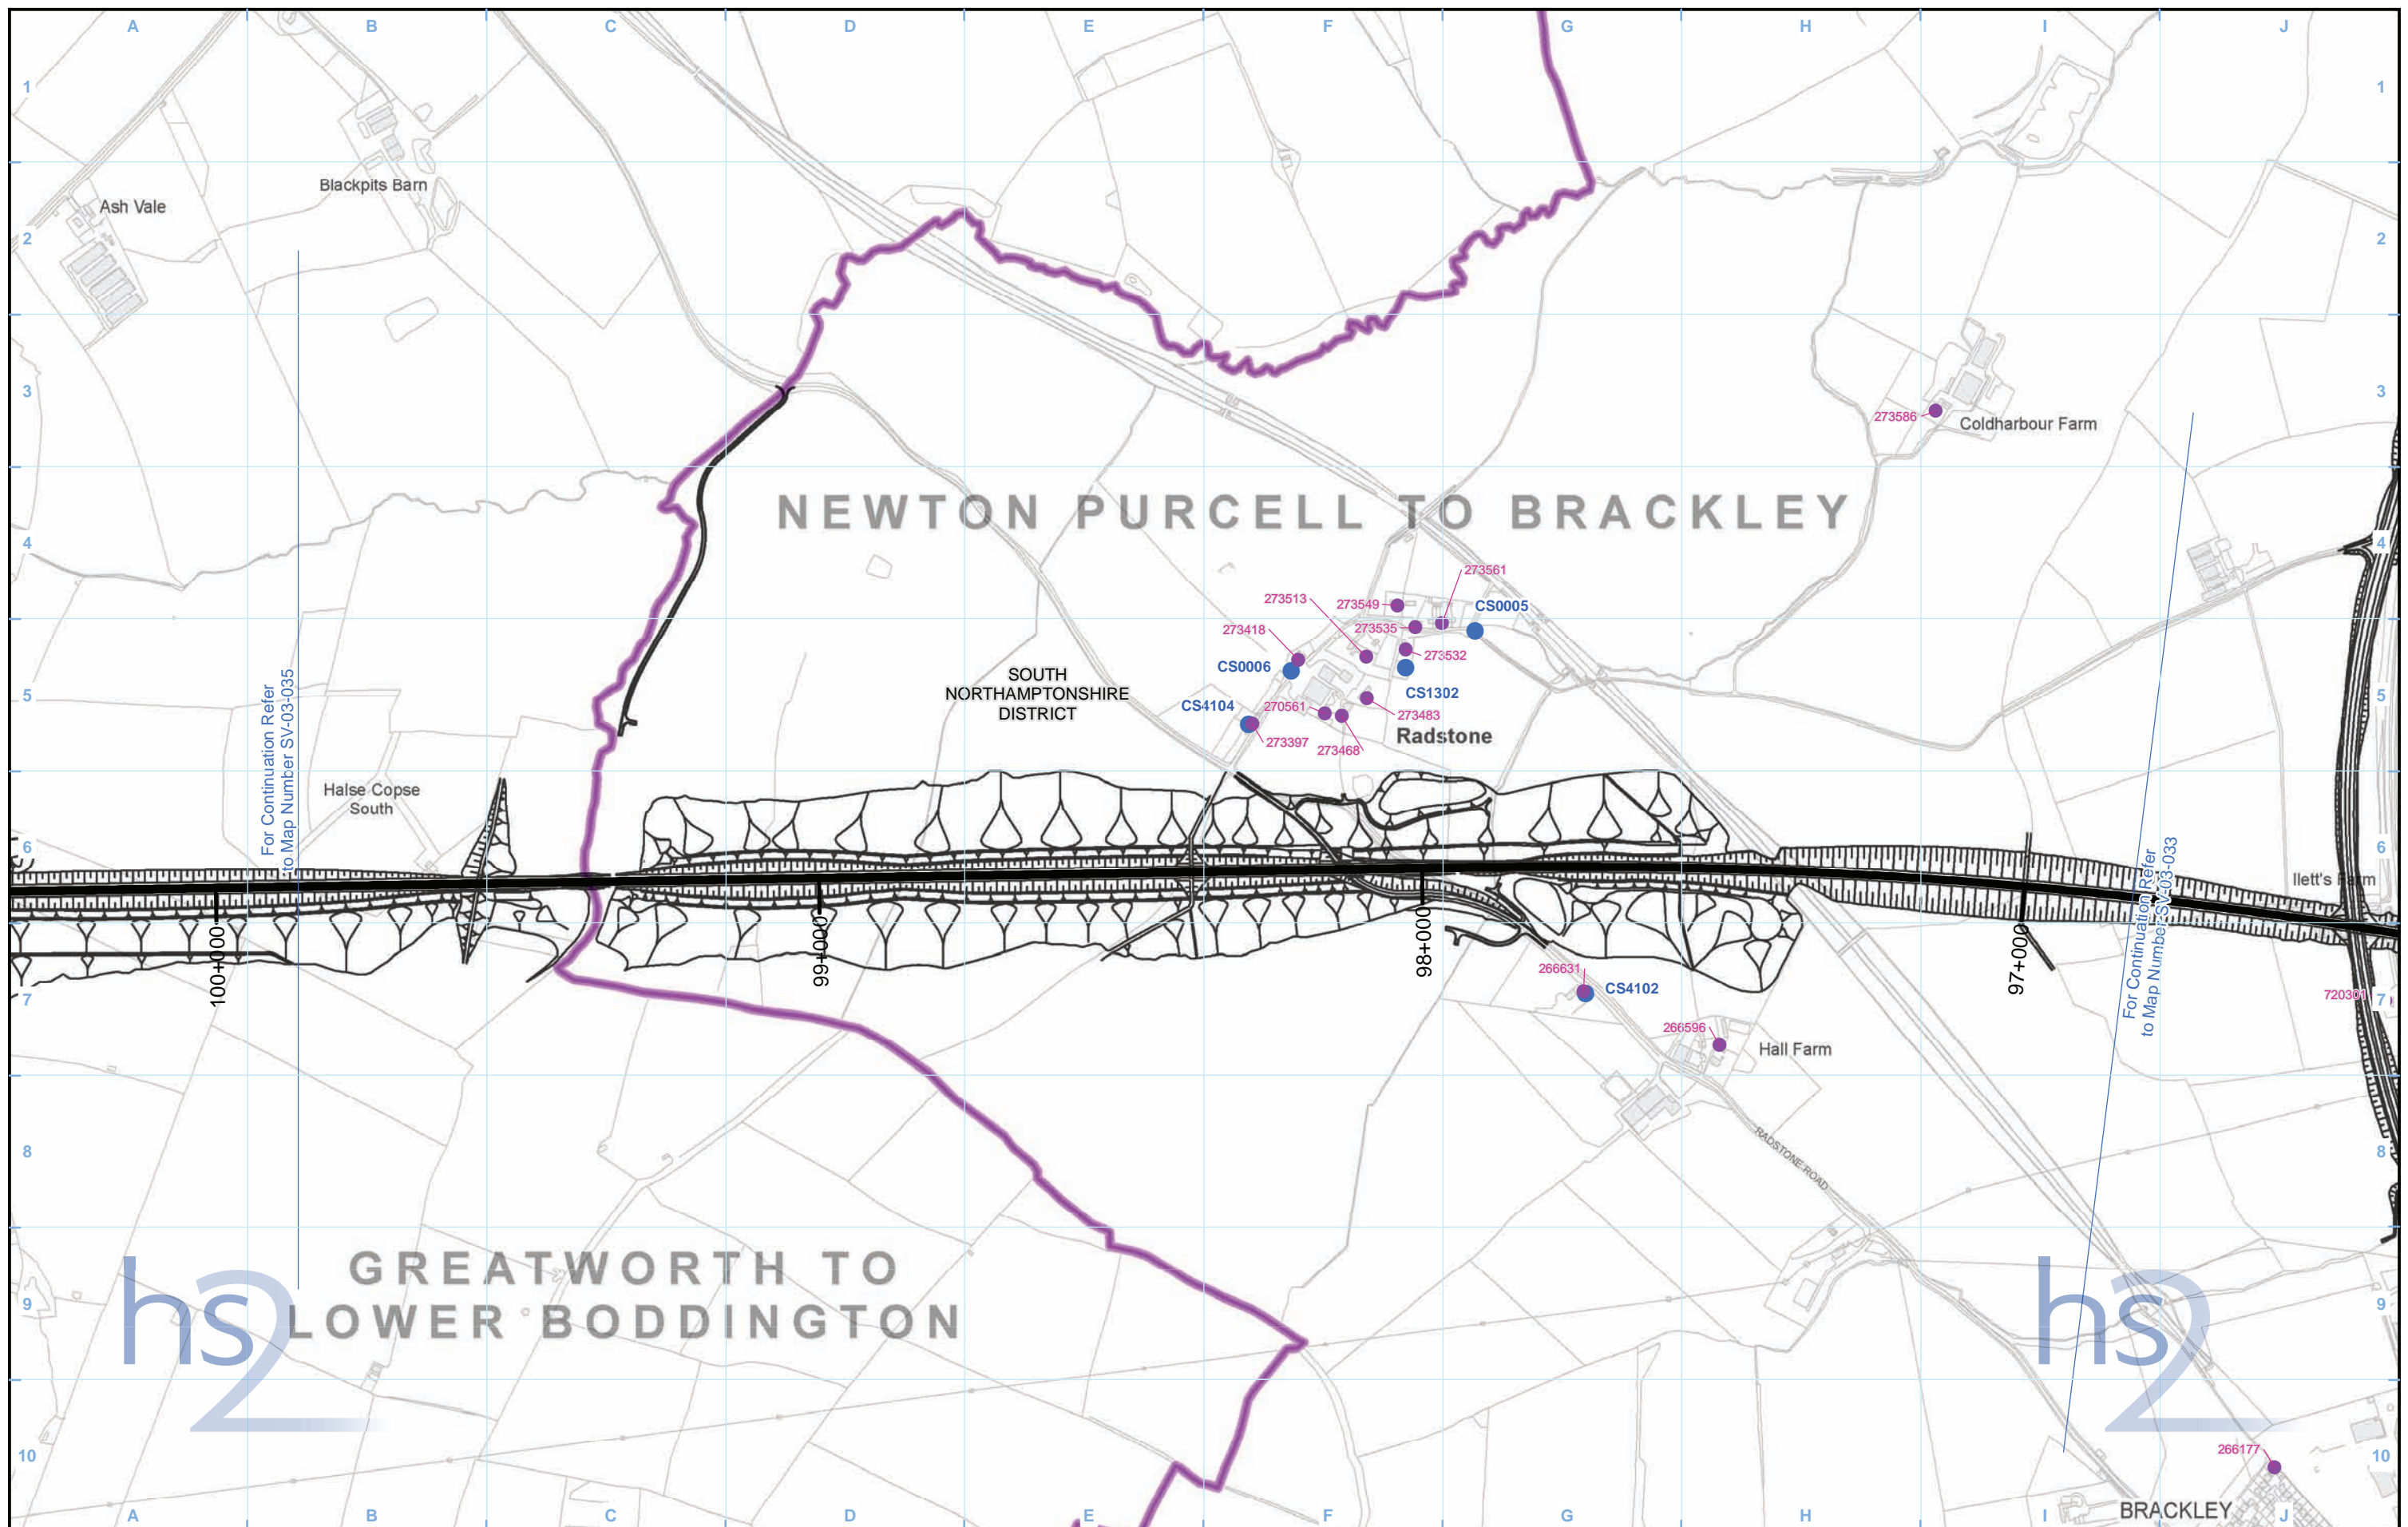 A B C D E F G H I J
1 1
Blackpits Barn
Ash Vale
2 2
3 3
273586
Coldharbour Farm
NEWTON PURCELL TO BRACKLEY
4 4
273561
273513
273549
CS0005
273418
273535
273532
CS0006
SOUTH
NORTHAMPTONSHIRE
DISTRICT
5 5
CS1302
CS4104
270561
273483
273397
273468
Radstone
For Continuation Refer
to Map Number SV-03-035
Halse Copse
South
6 6
Ilett's Farm
For Continuation Refer
to Map Number SV-03-033
100+000
99+000
98+000
97+000
266631
CS4102
7 7
720301
266596
Hall Farm
8 8
RADSTONE ROAD
GREATWORTH TO
LOWER BODDINGTON
9 9
hs2
hs2
10 10
266177
BRACKLEY
A B C D E F G H I J